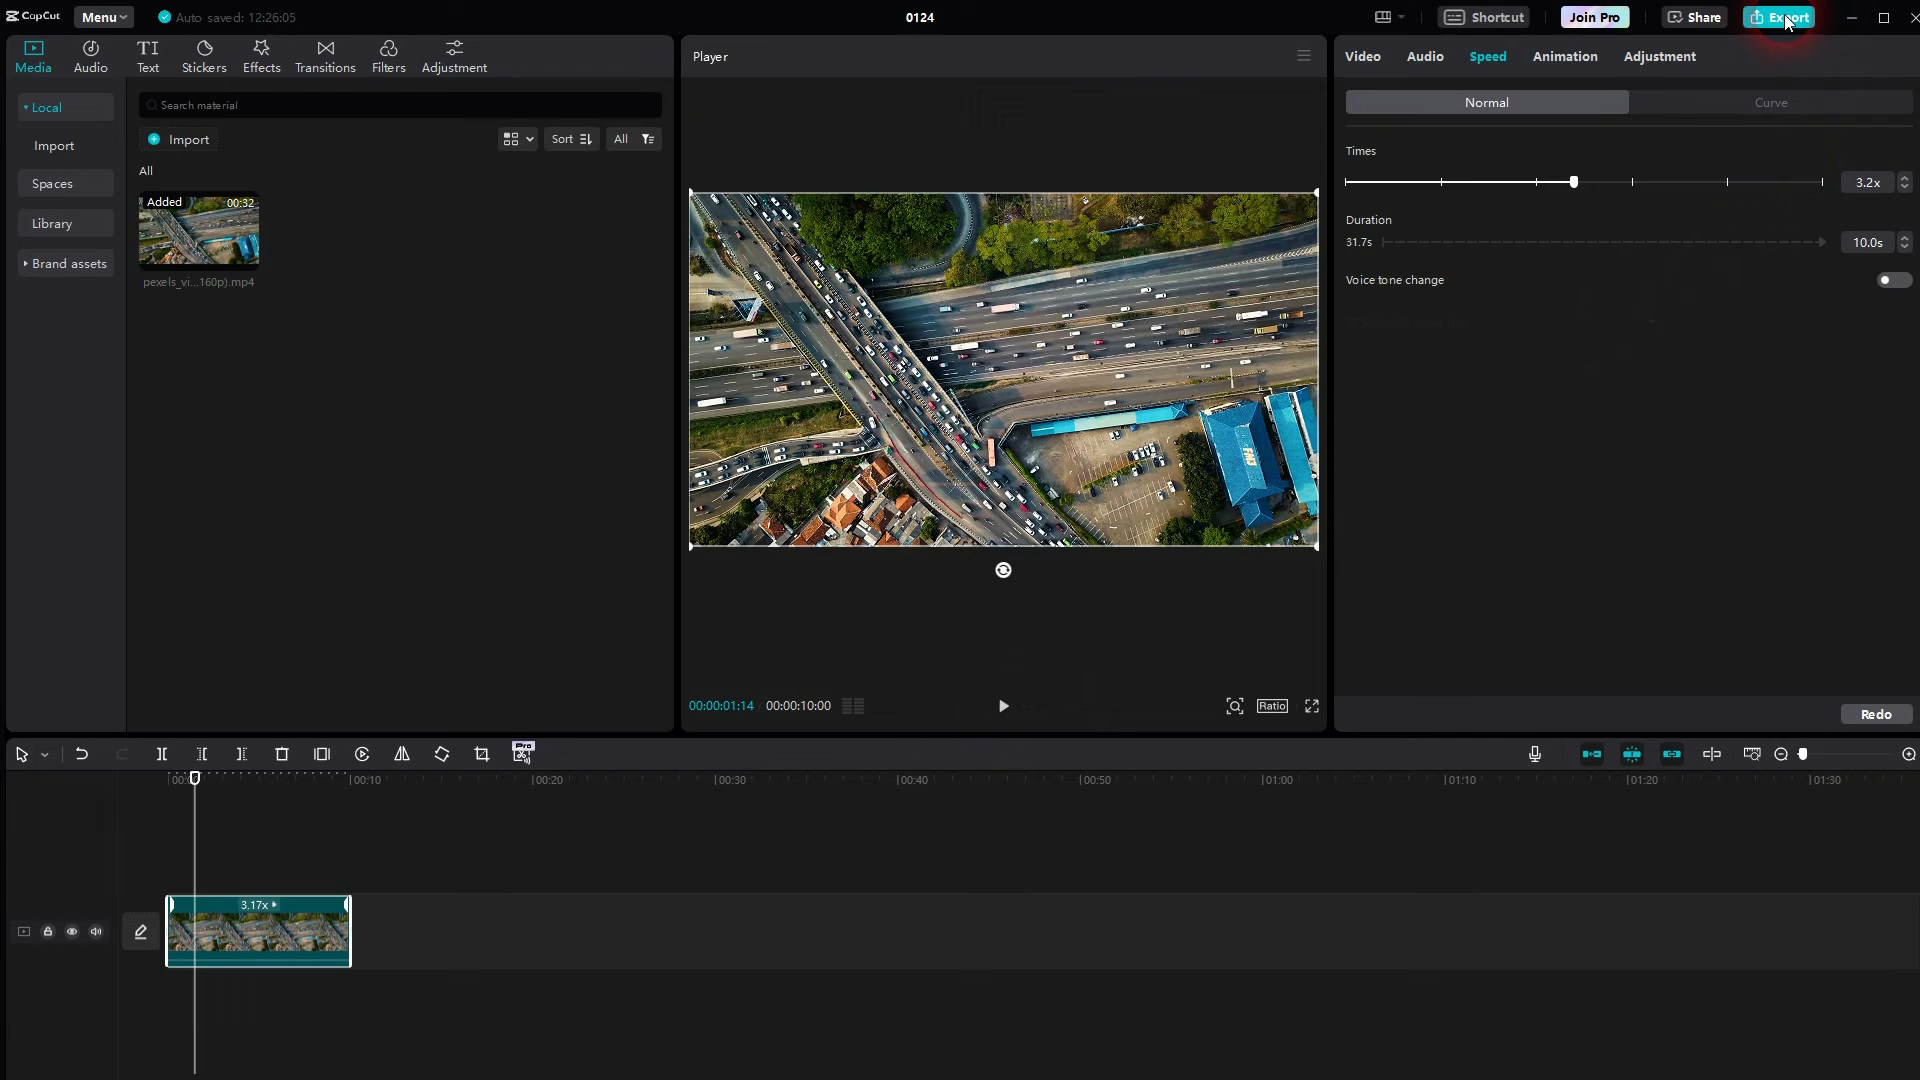 CapCut Menu Auto saved: 12:26:05 0124 Shortcut Join Pro Share Export
Media Audio Text Stickers Effects Transitions Filters Adjustment
Player
Video Audio Speed Animation Adjustment
Local
Import
Spaces
Library
Brand assets
Search material
Import Sort All
All
Added 00:32
pexels_vi...160p).mp4
Normal Curve
Times
3.2x
Duration
31.7s 10.0s
Voice tone change
00:00:01:14 00:00:10:00 Ratio
Redo
Pro
00:10 00:20 00:30 00:40 00:50 01:00 01:10 01:20 01:30
3.17x